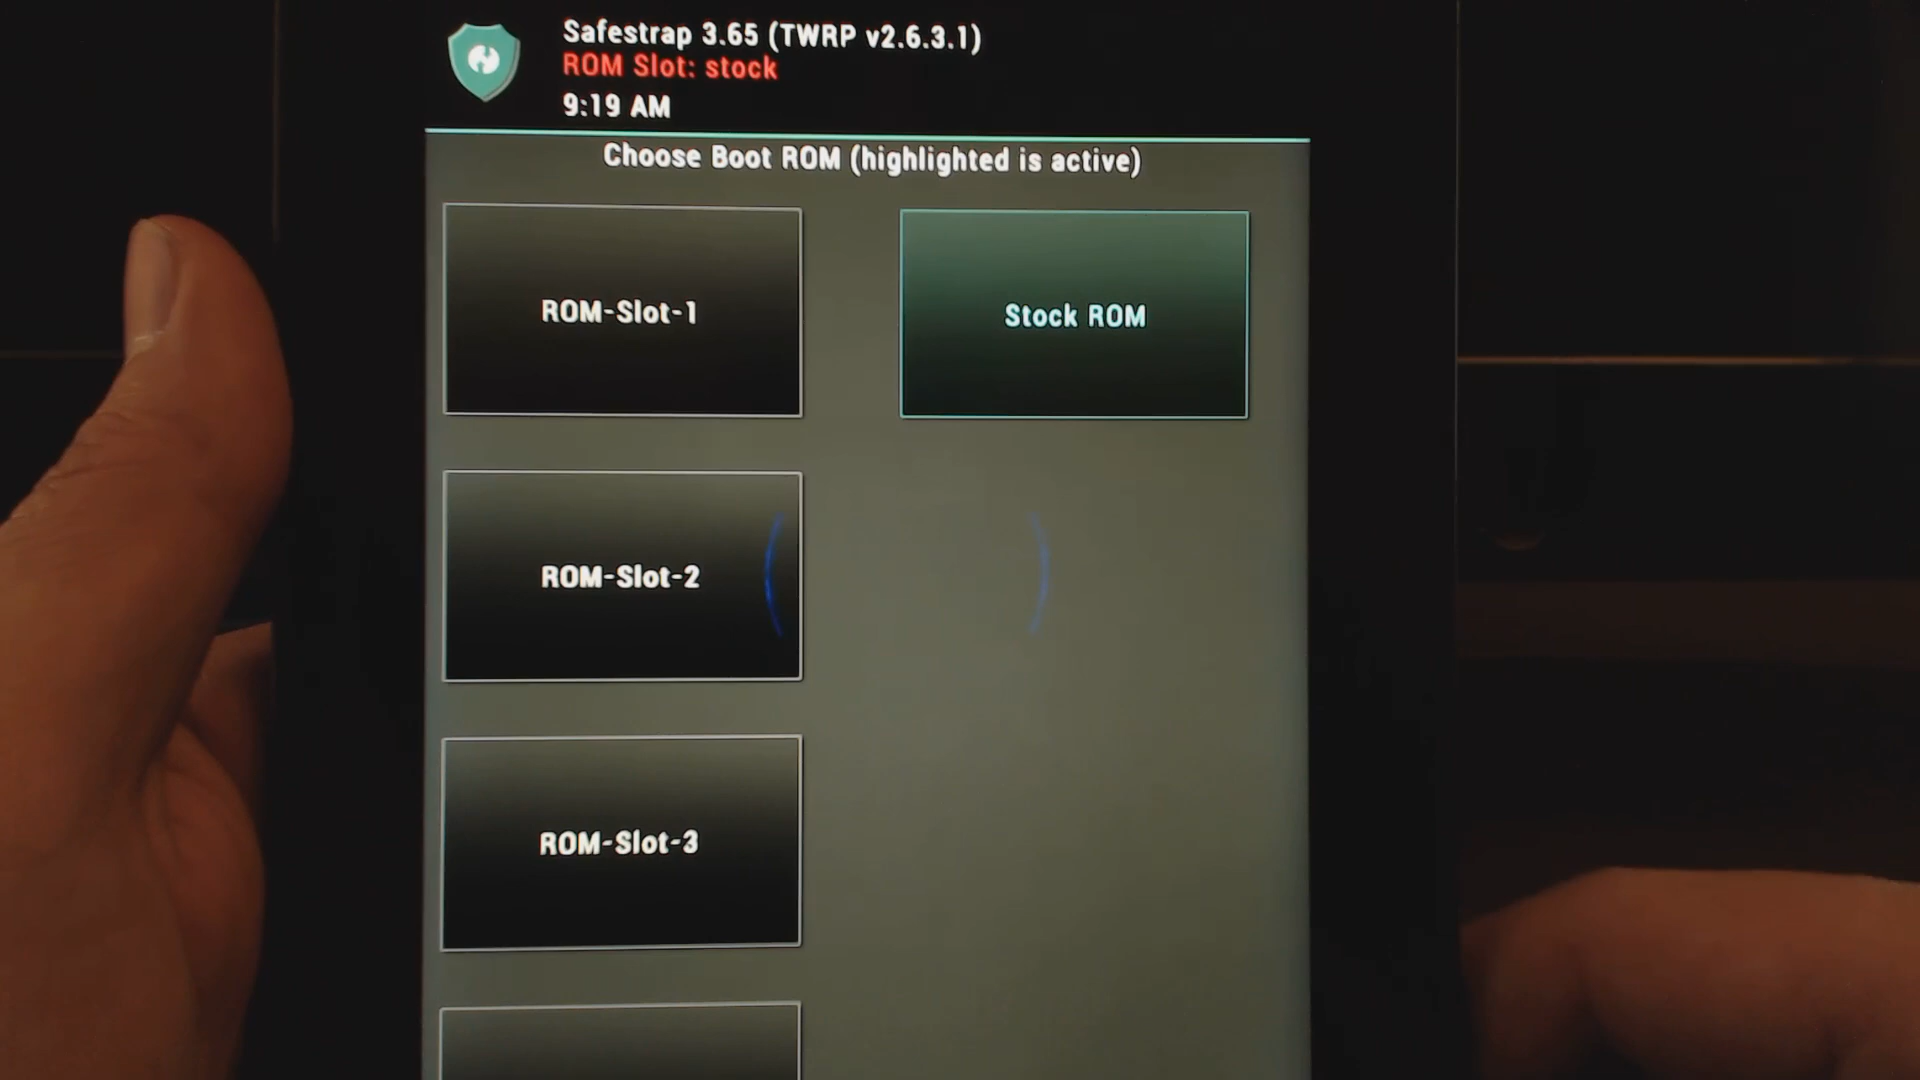 Safestrap 3.65 (TWRP v2.6.3.1)
ROM Slot: stock
9:19 AM
Choose Boot ROM (highlighted is active)
ROM-Slot-1
Stock ROM
ROM-Slot-2
ROM-Slot-3